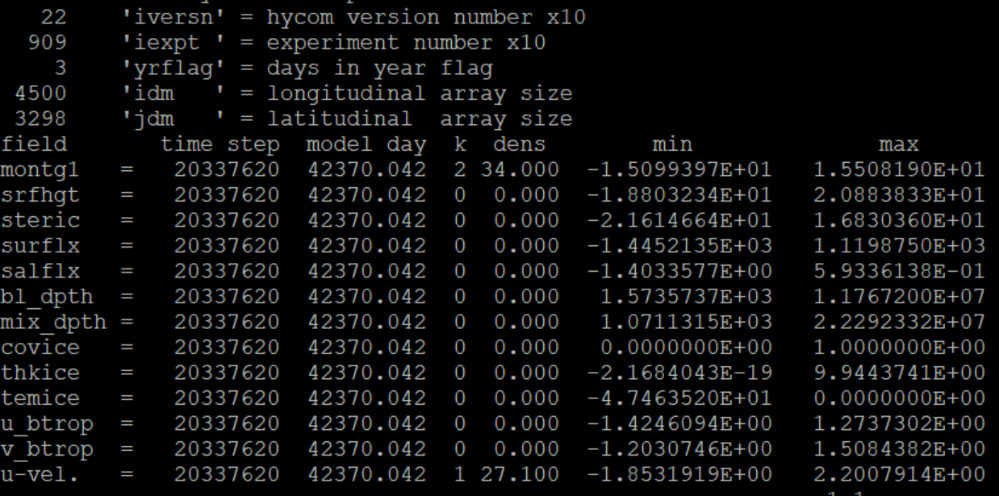 22    'iversn' = hycom version number x10
909    'iexpt ' = experiment number x10
3    'yrflag' = days in year flag
4500    'idm   ' = longitudinal array size
3298    'jdm   ' = latitudinal  array size
field       time step  model day  k  dens        min              max
montg1   =   20337620  42370.042  2 34.000  -1.5099397E+01   1.5508190E+01
srfhgt   =   20337620  42370.042  0  0.000  -1.8803234E+01   2.0883833E+01
steric   =   20337620  42370.042  0  0.000  -2.1614664E+01   1.6830360E+01
surflx   =   20337620  42370.042  0  0.000  -1.4452135E+03   1.1198750E+03
salflx   =   20337620  42370.042  0  0.000  -1.4033577E+00   5.9336138E-01
bl_dpth  =   20337620  42370.042  0  0.000   1.5735737E+03   1.1767200E+07
mix_dpth =   20337620  42370.042  0  0.000   1.0711315E+03   2.2292332E+07
covice   =   20337620  42370.042  0  0.000   0.0000000E+00   1.0000000E+00
thkice   =   20337620  42370.042  0  0.000  -2.1684043E-19   9.9443741E+00
temice   =   20337620  42370.042  0  0.000  -4.7463520E+01   0.0000000E+00
u_btrop  =   20337620  42370.042  0  0.000  -1.4246094E+00   1.2737302E+00
v_btrop  =   20337620  42370.042  0  0.000  -1.2030746E+00   1.5084382E+00
u-vel.   =   20337620  42370.042  1 27.100  -1.8531919E+00   2.2007914E+00